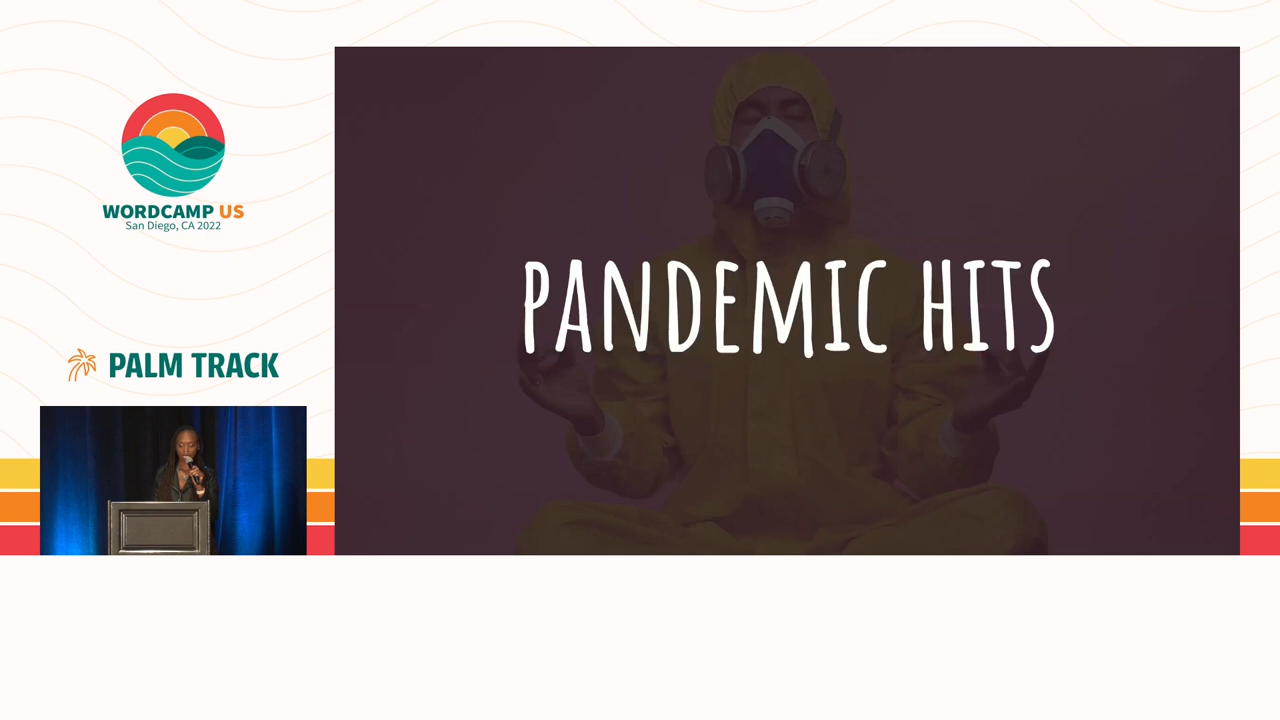 WORDCAMP US
San Diego, CA 2022
PALM TRACK
PANDEMIC HITS